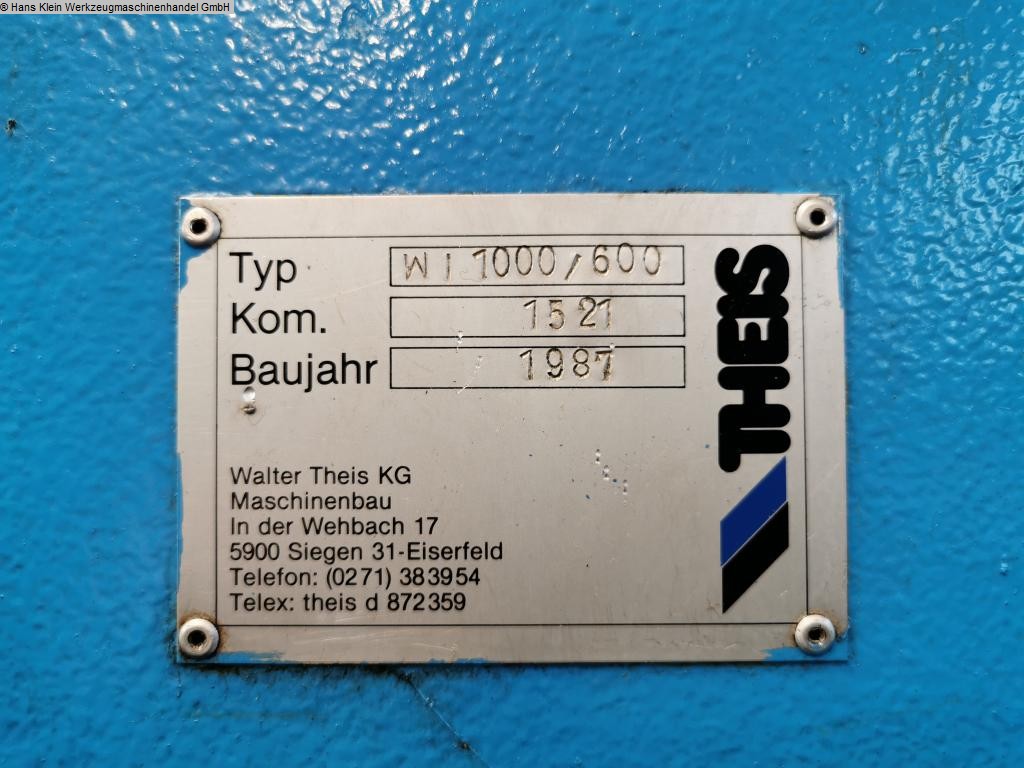 © Hans Klein Werkzeugmaschinenhandel GmbH
Typ WI 1000/600
Kom. 1521
Baujahr 1987
THEIS
Walter Theis KG
Maschinenbau
In der Wehbach 17
5900 Siegen 31-Eiserfeld
Telefon: (0271) 383954
Telex: theis d 872359